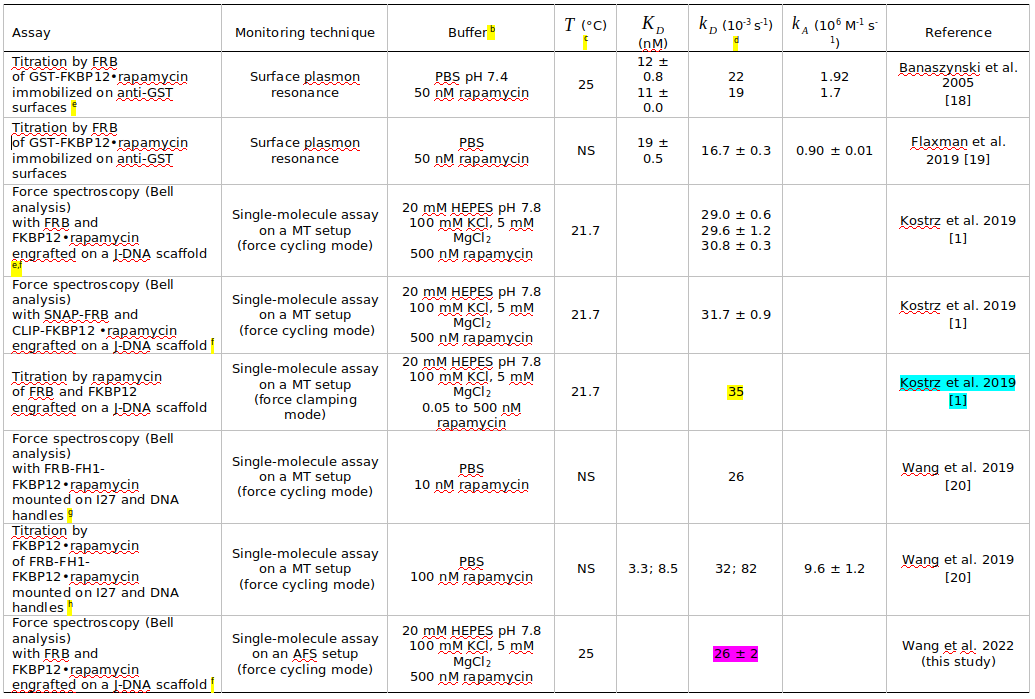 Assay
Monitoring technique
Buffer b
T (°C)
c
K_D
(nM)
k_D (10⁻³ s⁻¹)
d
k_A (10⁶ M⁻¹ s⁻
¹)
Reference
Titration by FRB
of GST-FKBP12•rapamycin
immobilized on anti-GST
surfaces e
Surface plasmon
resonance
PBS pH 7.4
50 nM rapamycin
25
12 ±
0.8
11 ±
0.0
22
19
1.92
1.7
Banaszynski et al.
2005
[18]
Titration by FRB
of GST-FKBP12•rapamycin
immobilized on anti-GST
surfaces
Surface plasmon
resonance
PBS
50 nM rapamycin
NS
19 ±
0.5
16.7 ± 0.3
0.90 ± 0.01
Flaxman et al.
2019 [19]
Force spectroscopy (Bell
analysis)
with FRB and
FKBP12•rapamycin
engrafted on a J-DNA scaffold
e,f
Single-molecule assay
on a MT setup
(force cycling mode)
20 mM HEPES pH 7.8
100 mM KCl, 5 mM
MgCl₂
500 nM rapamycin
21.7
29.0 ± 0.6
29.6 ± 1.2
30.8 ± 0.3
Kostrz et al. 2019
[1]
Force spectroscopy (Bell
analysis)
with SNAP-FRB and
CLIP-FKBP12 •rapamycin
engrafted on a J-DNA scaffold f
Single-molecule assay
on a MT setup
(force cycling mode)
20 mM HEPES pH 7.8
100 mM KCl, 5 mM
MgCl₂
500 nM rapamycin
21.7
31.7 ± 0.9
Kostrz et al. 2019
[1]
Titration by rapamycin
of FRB and FKBP12
engrafted on a J-DNA scaffold
Single-molecule assay
on a MT setup
(force clamping
mode)
20 mM HEPES pH 7.8
100 mM KCl, 5 mM
MgCl₂
0.05 to 500 nM
rapamycin
21.7
35
Kostrz et al. 2019
[1]
Force spectroscopy (Bell
analysis)
with FRB-FH1-
FKBP12•rapamycin
mounted on I27 and DNA
handles g
Single-molecule assay
on a MT setup
(force cycling mode)
PBS
10 nM rapamycin
NS
26
Wang et al. 2019
[20]
Titration by
FKBP12•rapamycin
of FRB-FH1-
FKBP12•rapamycin
mounted on I27 and DNA
handles h
Single-molecule assay
on a MT setup
(force cycling mode)
PBS
100 nM rapamycin
NS
3.3; 8.5
32; 82
9.6 ± 1.2
Wang et al. 2019
[20]
Force spectroscopy (Bell
analysis)
with FRB and
FKBP12•rapamycin
engrafted on a J-DNA scaffold f
Single-molecule assay
on an AFS setup
(force cycling mode)
20 mM HEPES pH 7.8
100 mM KCl, 5 mM
MgCl₂
500 nM rapamycin
25
26 ± 2
Wang et al. 2022
(this study)